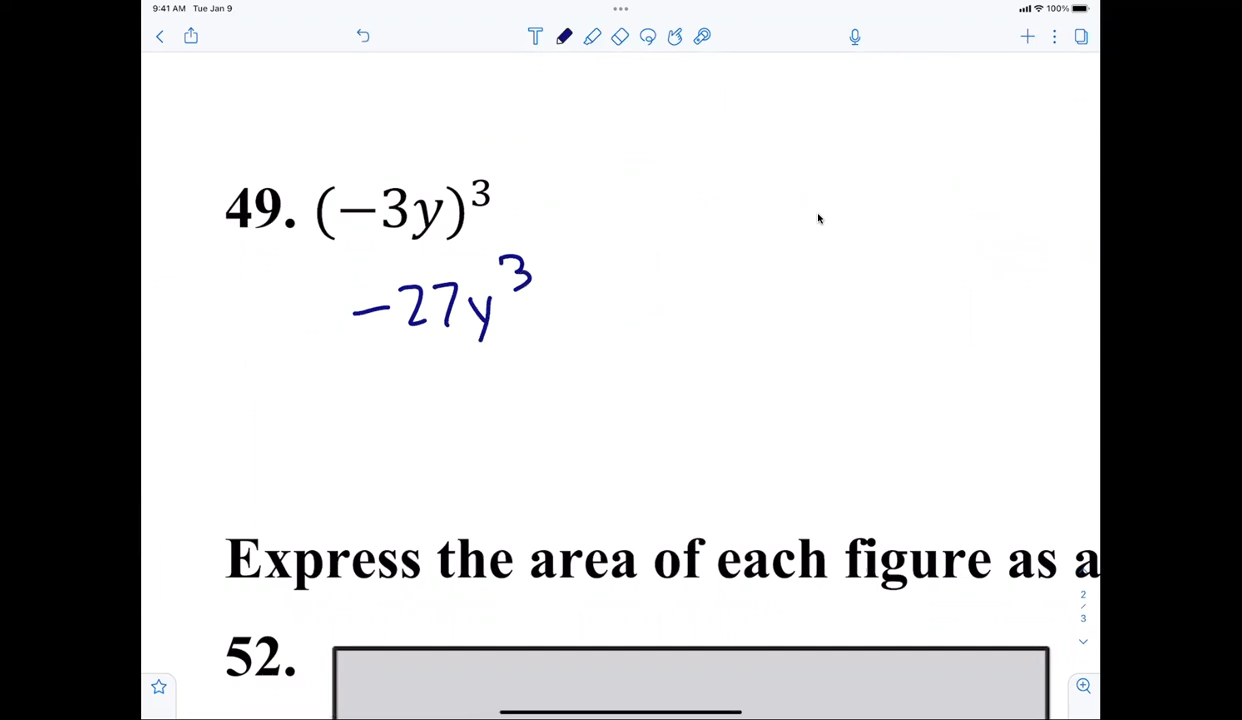 9:41 AM Tue Jan 9
100%
49. (−3y)³
−27y³
Express the area of each figure as a
2
/
3
52.